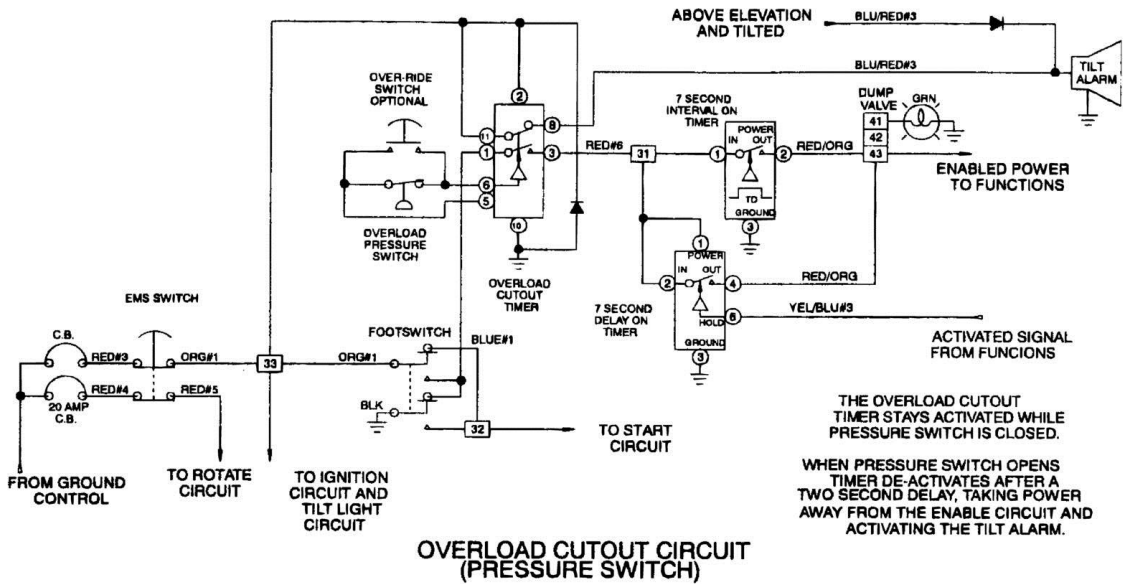 ABOVE ELEVATION
AND TILTED
BLU/RED#3
BLU/RED#3
TILT
ALARM
OVER-RIDE
SWITCH
OPTIONAL
2
11
8
1
3
6
5
10
RED#6
31
7 SECOND
INTERVAL ON
TIMER
POWER
IN OUT
1
2
TD
GROUND
3
RED/ORG
DUMP
VALVE
GRN
41
42
43
ENABLED POWER
TO FUNCTIONS
OVERLOAD
PRESSURE
SWITCH
OVERLOAD
CUTOUT
TIMER
1
POWER
IN OUT
2
4
RED/ORG
7 SECOND
DELAY ON
TIMER
HOLD
6
YEL/BLU#3
GROUND
3
ACTIVATED SIGNAL
FROM FUNCIONS
EMS SWITCH
C.B.
RED#3
ORG#1
33
ORG#1
FOOTSWITCH
BLUE#1
20 AMP
C.B.
RED#4
RED#5
BLK
32
TO START
CIRCUIT
FROM GROUND
CONTROL
TO ROTATE
CIRCUIT
TO IGNITION
CIRCUIT AND
TILT LIGHT
CIRCUIT
THE OVERLOAD CUTOUT
TIMER STAYS ACTIVATED WHILE
PRESSURE SWITCH IS CLOSED.
WHEN PRESSURE SWITCH OPENS
TIMER DE-ACTIVATES AFTER A
TWO SECOND DELAY, TAKING POWER
AWAY FROM THE ENABLE CIRCUIT AND
ACTIVATING THE TILT ALARM.
OVERLOAD CUTOUT CIRCUIT
(PRESSURE SWITCH)